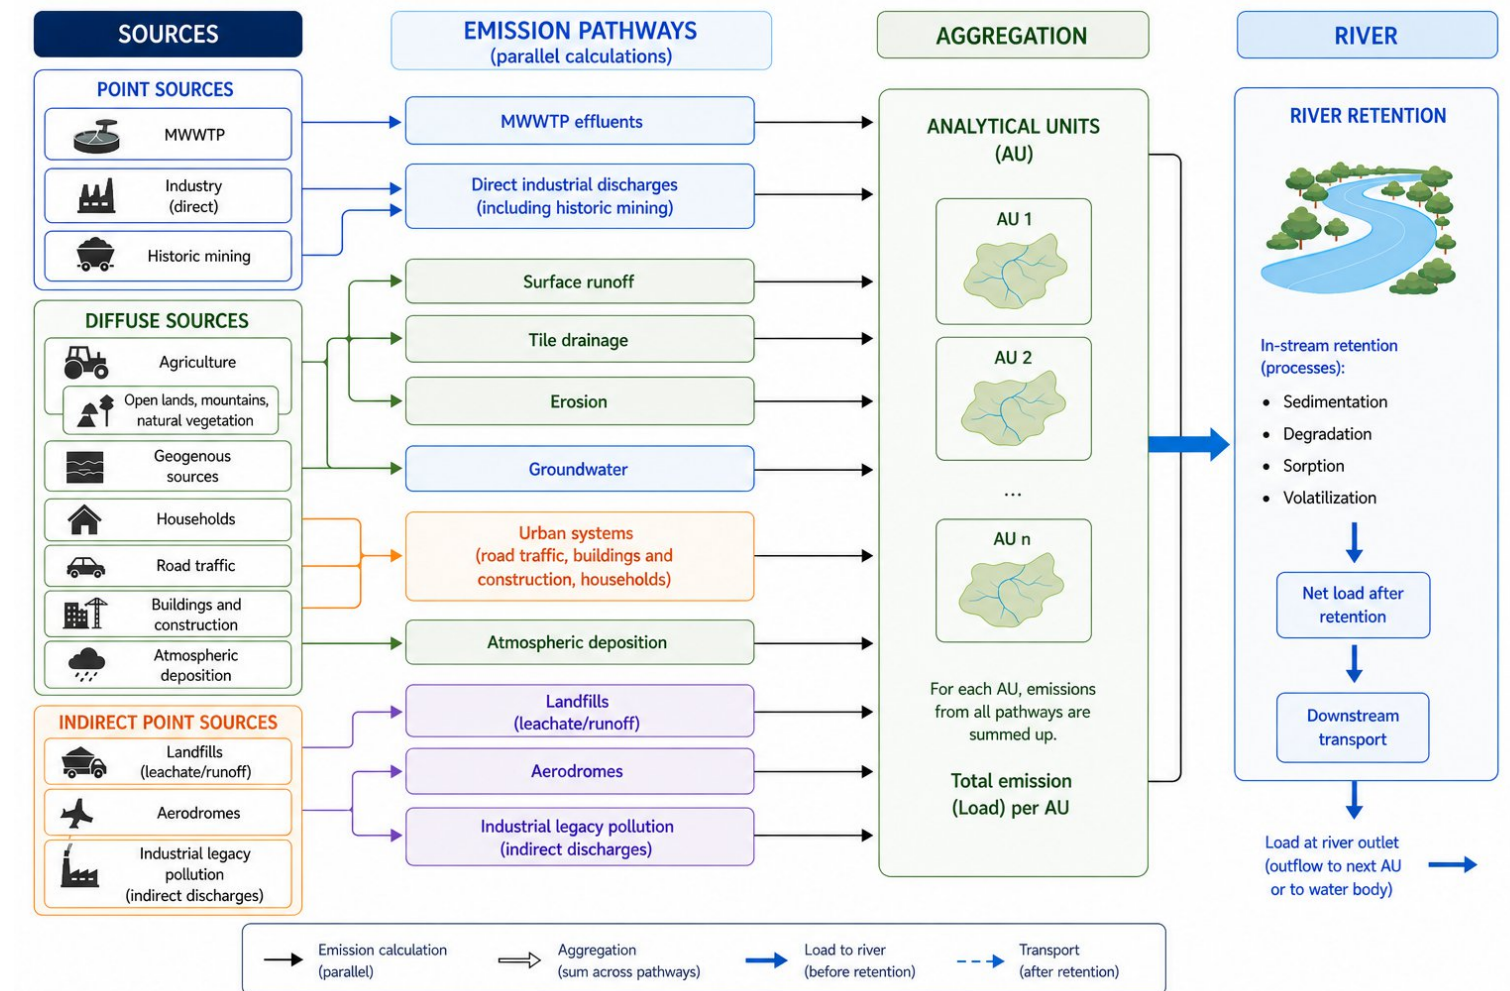 SOURCES
EMISSION PATHWAYS
(parallel calculations)
AGGREGATION
RIVER
POINT SOURCES
MWWTP
Industry
(direct)
Historic mining
DIFFUSE SOURCES
Agriculture
Open lands, mountains,
natural vegetation
Geogenous
sources
Households
Road traffic
Buildings and
construction
Atmospheric
deposition
INDIRECT POINT SOURCES
Landfills
(leachate/runoff)
Aerodromes
Industrial legacy
pollution
(indirect discharges)
MWWTP effluents
Direct industrial discharges
(including historic mining)
Surface runoff
Tile drainage
Erosion
Groundwater
Urban systems
(road traffic, buildings and
construction, households)
Atmospheric deposition
Landfills
(leachate/runoff)
Aerodromes
Industrial legacy pollution
(indirect discharges)
ANALYTICAL UNITS
(AU)
AU 1
AU 2
...
AU n
For each AU, emissions
from all pathways are
summed up.
Total emission
(Load) per AU
RIVER RETENTION
In-stream retention
(processes):
• Sedimentation
• Degradation
• Sorption
• Volatilization
Net load after
retention
Downstream
transport
Load at river outlet
(outflow to next AU
or to water body)
Emission calculation
(parallel)
Aggregation
(sum across pathways)
Load to river
(before retention)
Transport
(after retention)